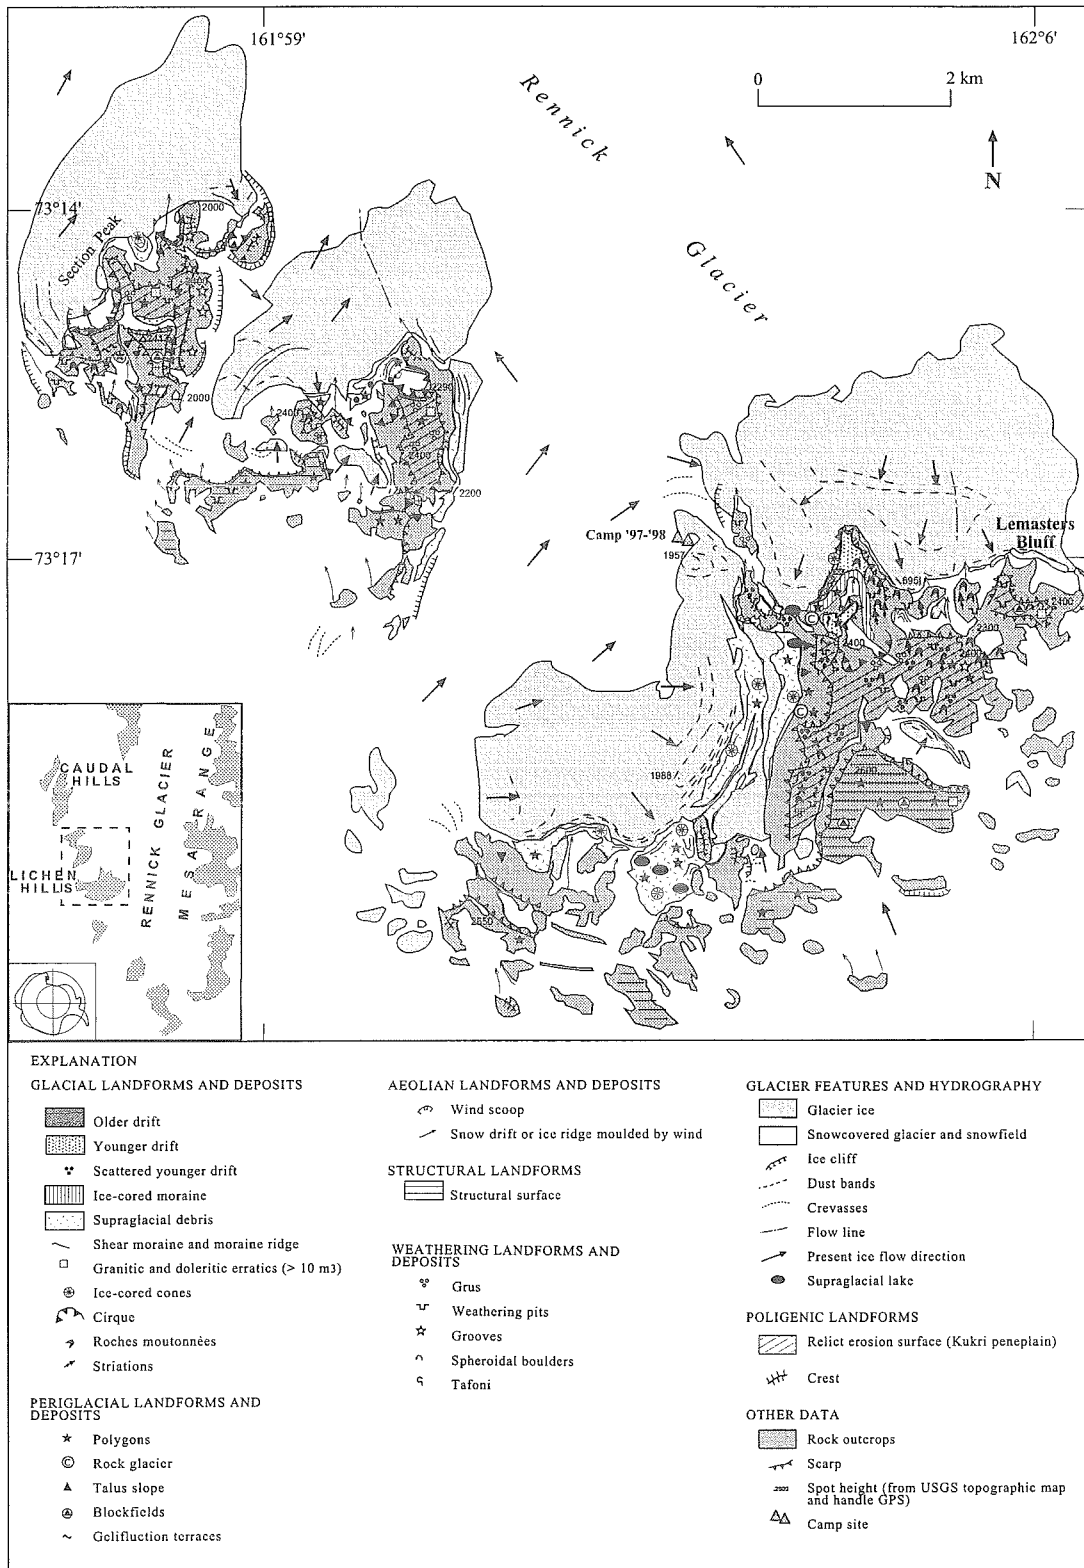 161°59'
162°6'
Rennick
0 2 km
N
73°14'
2000
Section Peak
Glacier
2000
2400
2200
2400
2200
73°17'
Camp '97-'98
1957
Lemasters
Bluff
2400
2300
2400
2400
1988
2550
CAUDAL
HILLS
LICHEN
HILLS
RENNICK GLACIER
MESA RANGE
EXPLANATION
GLACIAL LANDFORMS AND DEPOSITS
Older drift
Younger drift
Scattered younger drift
Ice-cored moraine
Supraglacial debris
Shear moraine and moraine ridge
Granitic and doleritic erratics (> 10 m3)
Ice-cored cones
Cirque
Roches moutonnées
Striations
PERIGLACIAL LANDFORMS AND
DEPOSITS
Polygons
Rock glacier
Talus slope
Blockfields
Gelifluction terraces
AEOLIAN LANDFORMS AND DEPOSITS
Wind scoop
Snow drift or ice ridge moulded by wind
STRUCTURAL LANDFORMS
Structural surface
WEATHERING LANDFORMS AND
DEPOSITS
Grus
Weathering pits
Grooves
Spheroidal boulders
Tafoni
GLACIER FEATURES AND HYDROGRAPHY
Glacier ice
Snowcovered glacier and snowfield
Ice cliff
Dust bands
Crevasses
Flow line
Present ice flow direction
Supraglacial lake
POLIGENIC LANDFORMS
Relict erosion surface (Kukri peneplain)
Crest
OTHER DATA
Rock outcrops
Scarp
Spot height (from USGS topographic map
and handle GPS)
Camp site